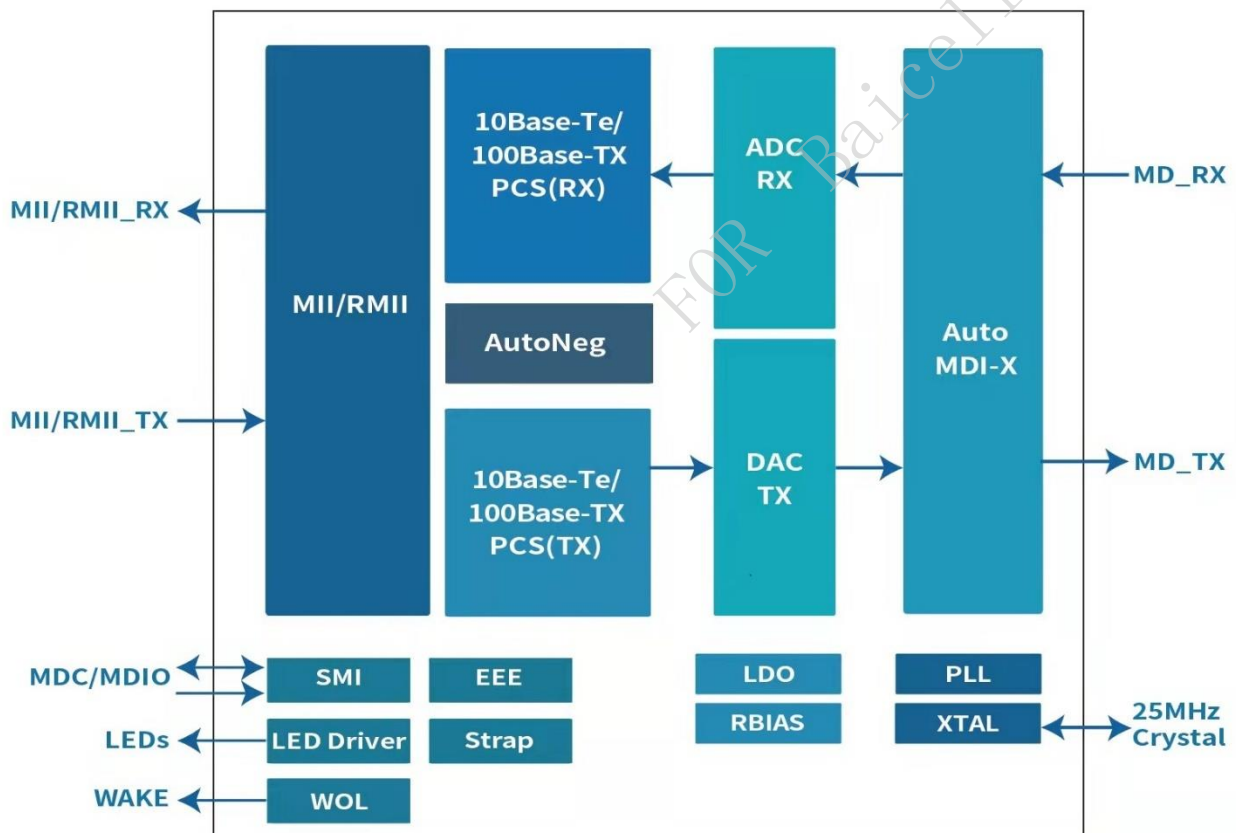 MII/RMII_RX
MII/RMII_TX
MII/RMII
10Base-Te/
100Base-TX
PCS(RX)
AutoNeg
10Base-Te/
100Base-TX
PCS(TX)
ADC
RX
DAC
TX
Auto
MDI-X
MD_RX
MD_TX
MDC/MDIO
SMI
EEE
LDO
PLL
LEDs
LED Driver
Strap
RBIAS
XTAL
25MHz
Crystal
WAKE
WOL
FOR